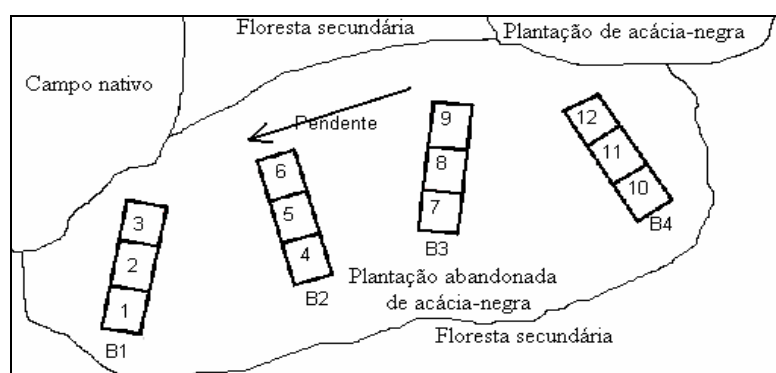 Floresta secundária
Plantação de acácia-negra
Campo nativo
Pendente
9
8
7
B3
12
11
10
B4
6
5
4
B2
3
2
1
B1
Plantação abandonada
de acácia-negra
Floresta secundária